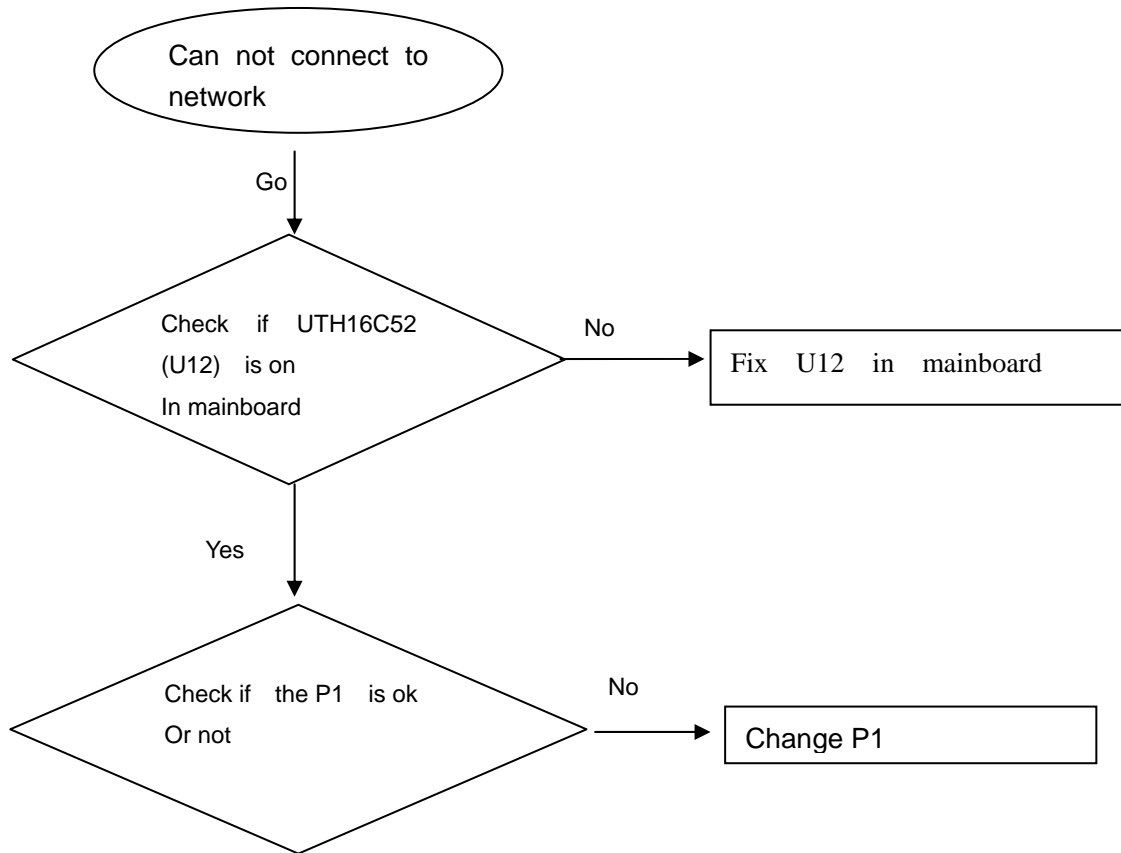 Can not connect to
network
Go
Check if UTH16C52
(U12) is on
In mainboard
No
Fix U12 in mainboard
Yes
Check if the P1 is ok
Or not
No
Change P1